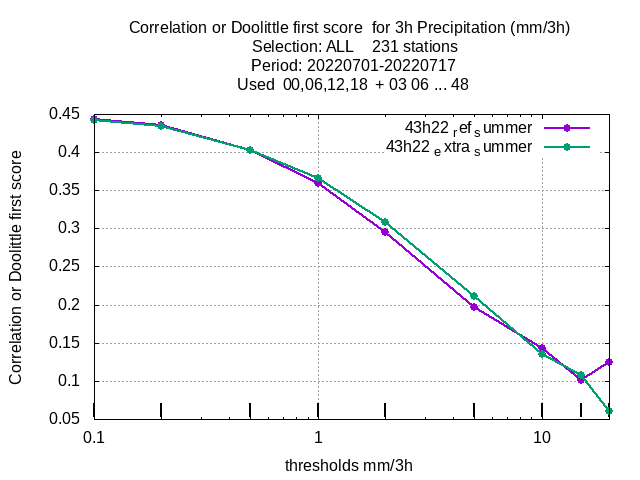 Correlation or Doolittle first score  for 3h Precipitation (mm/3h)
Selection: ALL    231 stations
Period: 20220701-20220717
Used  00,06,12,18  + 03 06 ... 48
43h22 ref summer
43h22 extra summer
Correlation or Doolittle first score
0.45
0.4
0.35
0.3
0.25
0.2
0.15
0.1
0.05
0.1 1 10
thresholds mm/3h